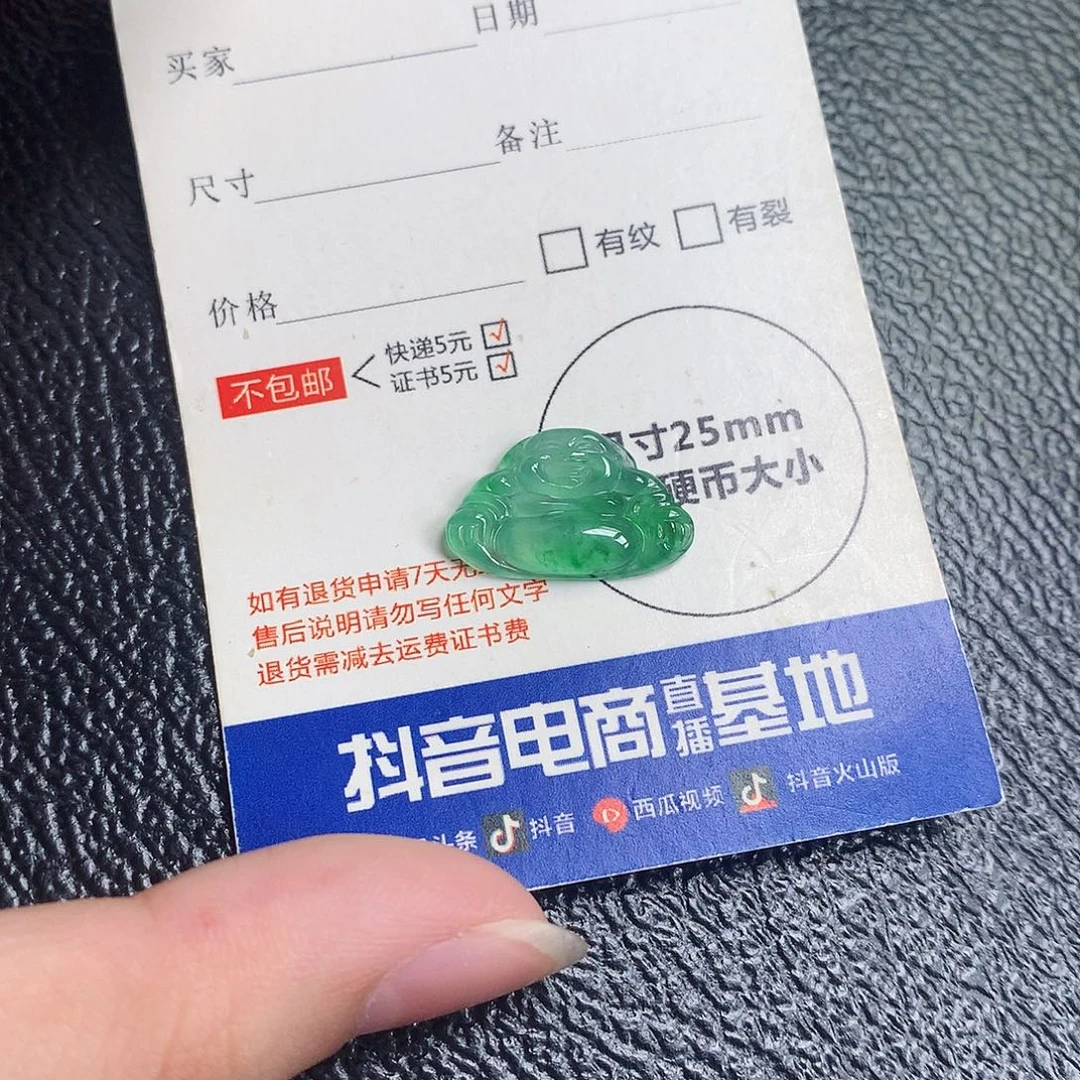 日期
买家
备注
尺寸
有纹 有裂
价格
快递5元
证书5元
不包邮
寸25mm
硬币大小
如有退货申请7天无
售后说明请勿写任何文字
退货需减去运费证书费
抖音电商直播基地
头条 抖音 西瓜视频 抖音火山版